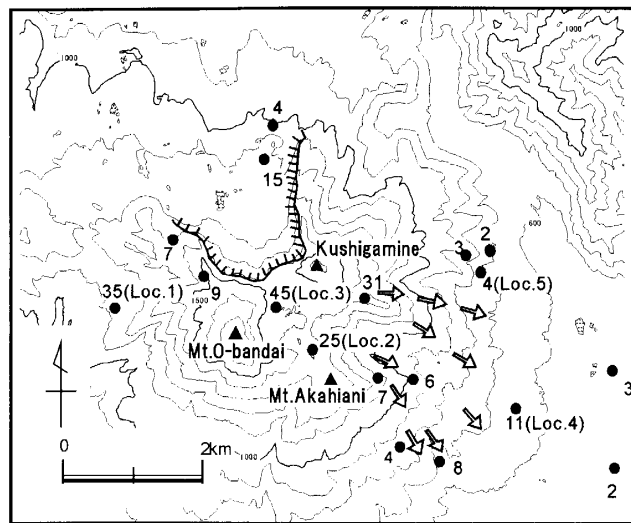 1000
1000
4
15
600
Kushigamine
2
3
7
4(Loc.5)
9
31
35(Loc.1)
45(Loc.3)
1500
Mt.O-bandai
25(Loc.2)
Mt.Akahiani
7
6
3
11(Loc.4)
0
2km
1000
4
8
2